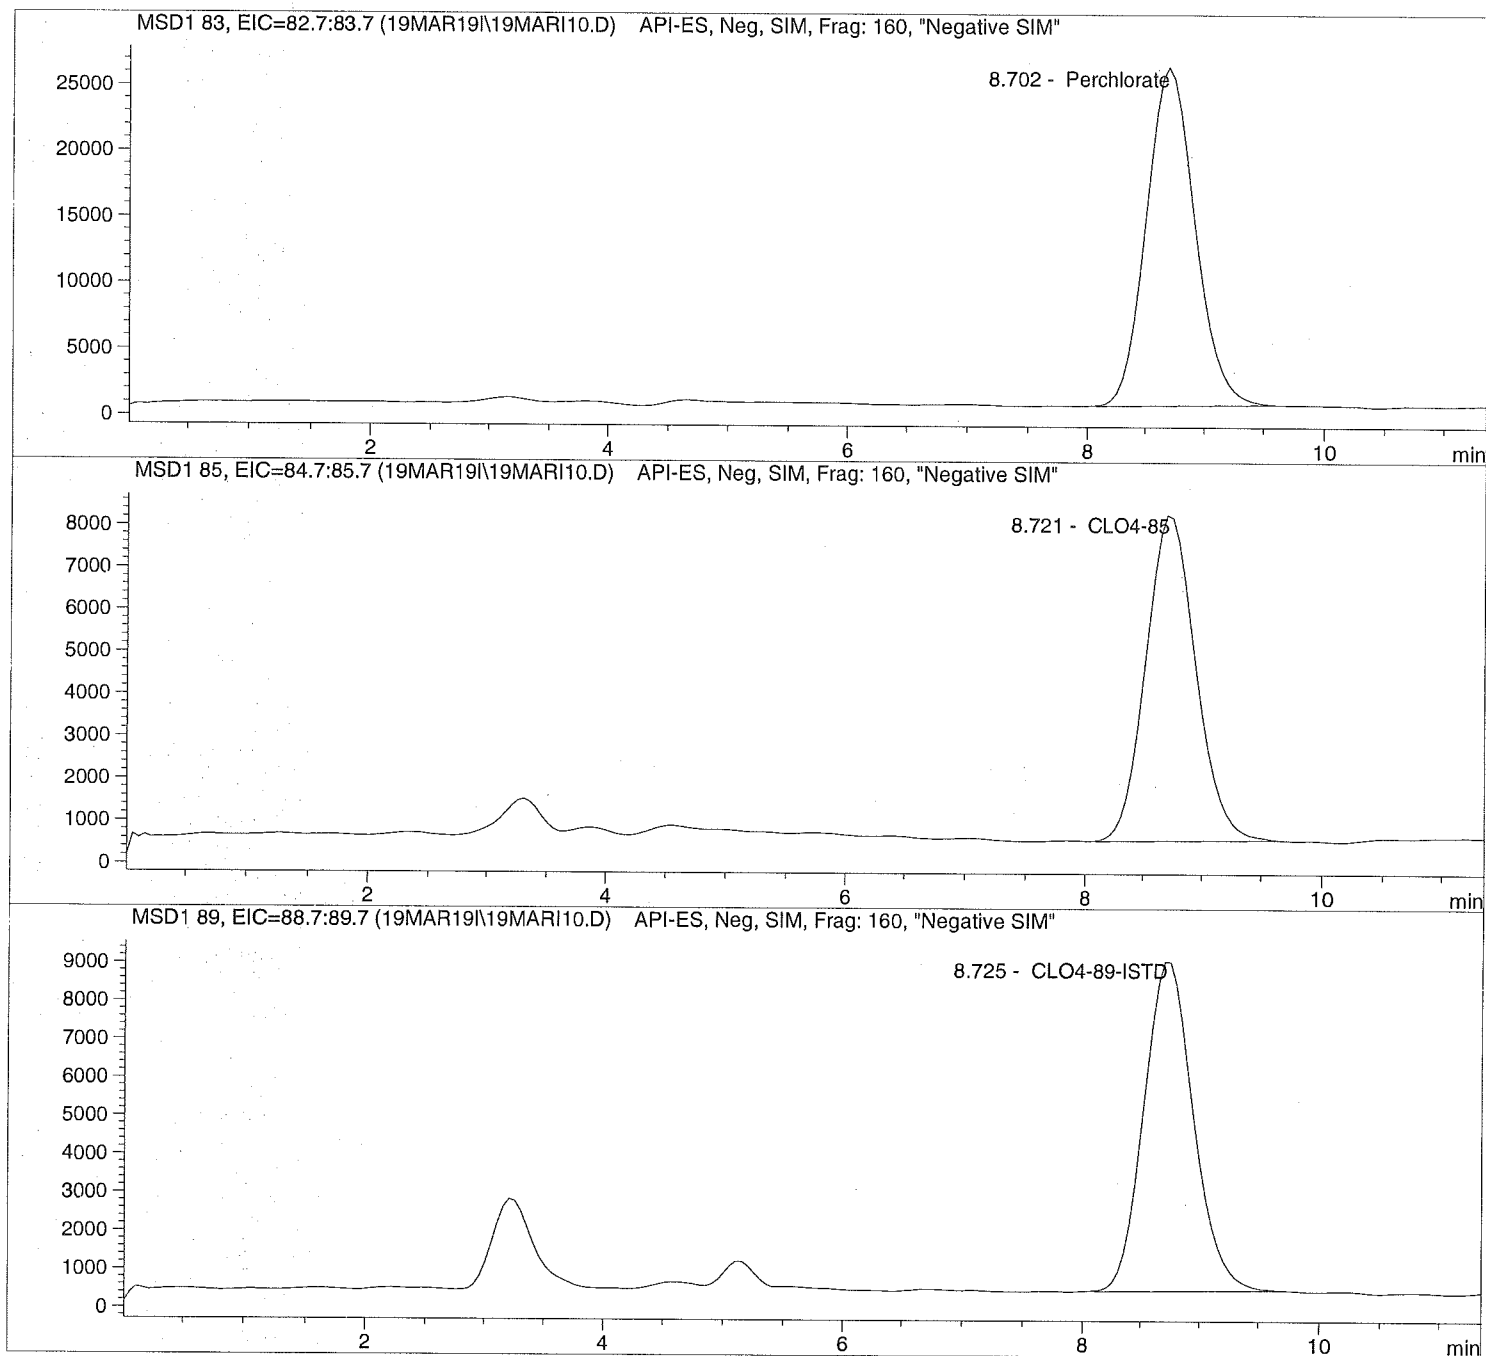 MSD1 83, EIC=82.7:83.7 (19MAR19I\19MARI10.D) API-ES, Neg, SIM, Frag: 160, "Negative SIM"
8.702 - Perchlorate
25000
20000
15000
10000
5000
0
2 4 6 8 10 min
MSD1 85, EIC=84.7:85.7 (19MAR19I\19MARI10.D) API-ES, Neg, SIM, Frag: 160, "Negative SIM"
8.721 - CLO4-85
8000
7000
6000
5000
4000
3000
2000
1000
0
2 4 6 8 10 min
MSD1 89, EIC=88.7:89.7 (19MAR19I\19MARI10.D) API-ES, Neg, SIM, Frag: 160, "Negative SIM"
8.725 - CLO4-89-ISTD
9000
8000
7000
6000
5000
4000
3000
2000
1000
0
2 4 6 8 10 min